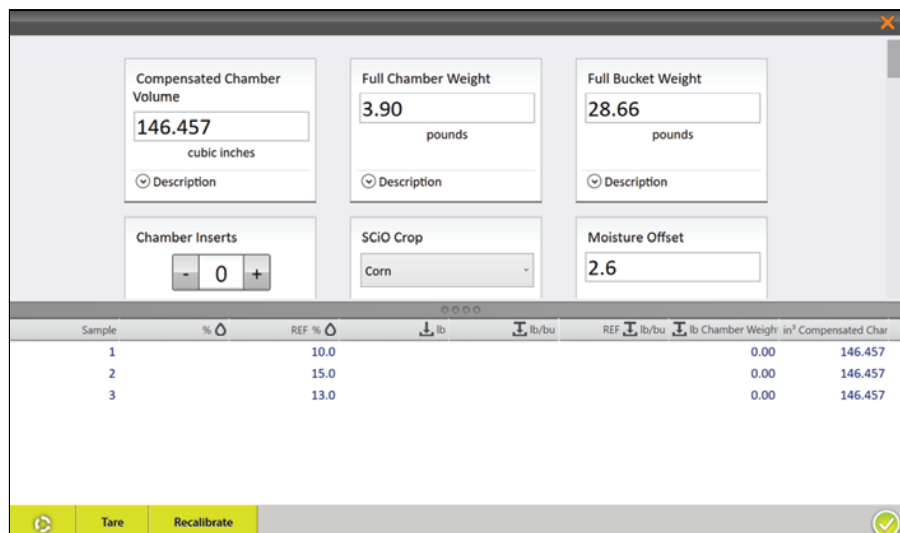 Compensated Chamber Volume
146.457
cubic inches
Description
Full Chamber Weight
3.90
pounds
Description
Full Bucket Weight
28.66
pounds
Description
Chamber Inserts
- 0 +
SCiO Crop
Corn
Moisture Offset
2.6
Sample % REF % lb lb/bu REF lb/bu lb Chamber Weigh in³ Compensated Char
1 10.0 0.00 146.457
2 15.0 0.00 146.457
3 13.0 0.00 146.457
Tare Recalibrate